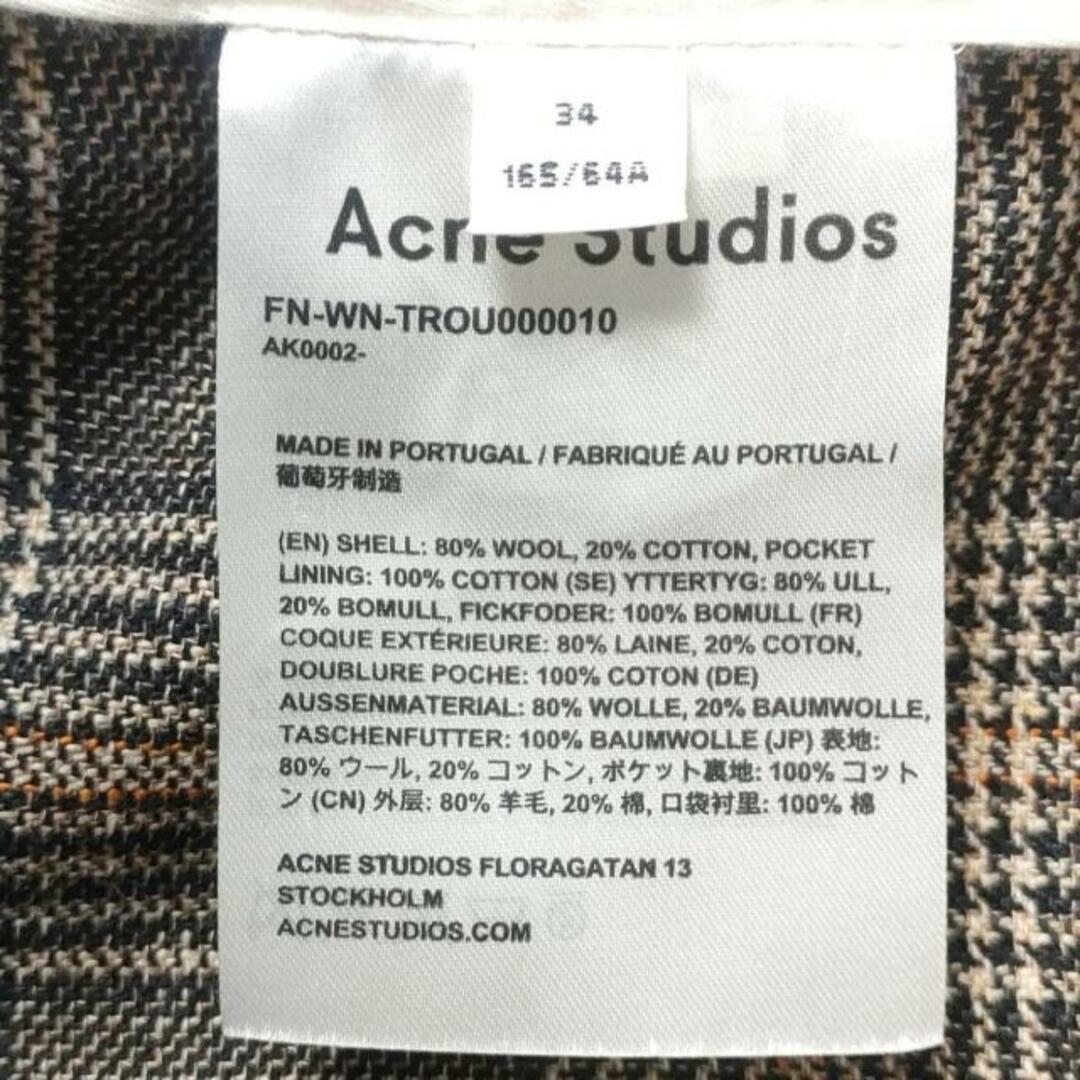 34
165/64A
Acne Studios
FN-WN-TROU000010
AK0002-
MADE IN PORTUGAL / FABRIQUÉ AU PORTUGAL /
葡萄牙制造
(EN) SHELL: 80% WOOL, 20% COTTON, POCKET
LINING: 100% COTTON (SE) YTTERTYG: 80% ULL,
20% BOMULL, FICKFODER: 100% BOMULL (FR)
COQUE EXTÉRIEURE: 80% LAINE, 20% COTON,
DOUBLURE POCHE: 100% COTON (DE)
AUSSENMATERIAL: 80% WOLLE, 20% BAUMWOLLE,
TASCHENFUTTER: 100% BAUMWOLLE (JP) 表地:
80% ウール, 20% コットン, ポケット裏地: 100% コット
ン (CN) 外层: 80% 羊毛, 20% 棉, 口袋衬里: 100% 棉
ACNE STUDIOS FLORAGATAN 13
STOCKHOLM
ACNESTUDIOS.COM